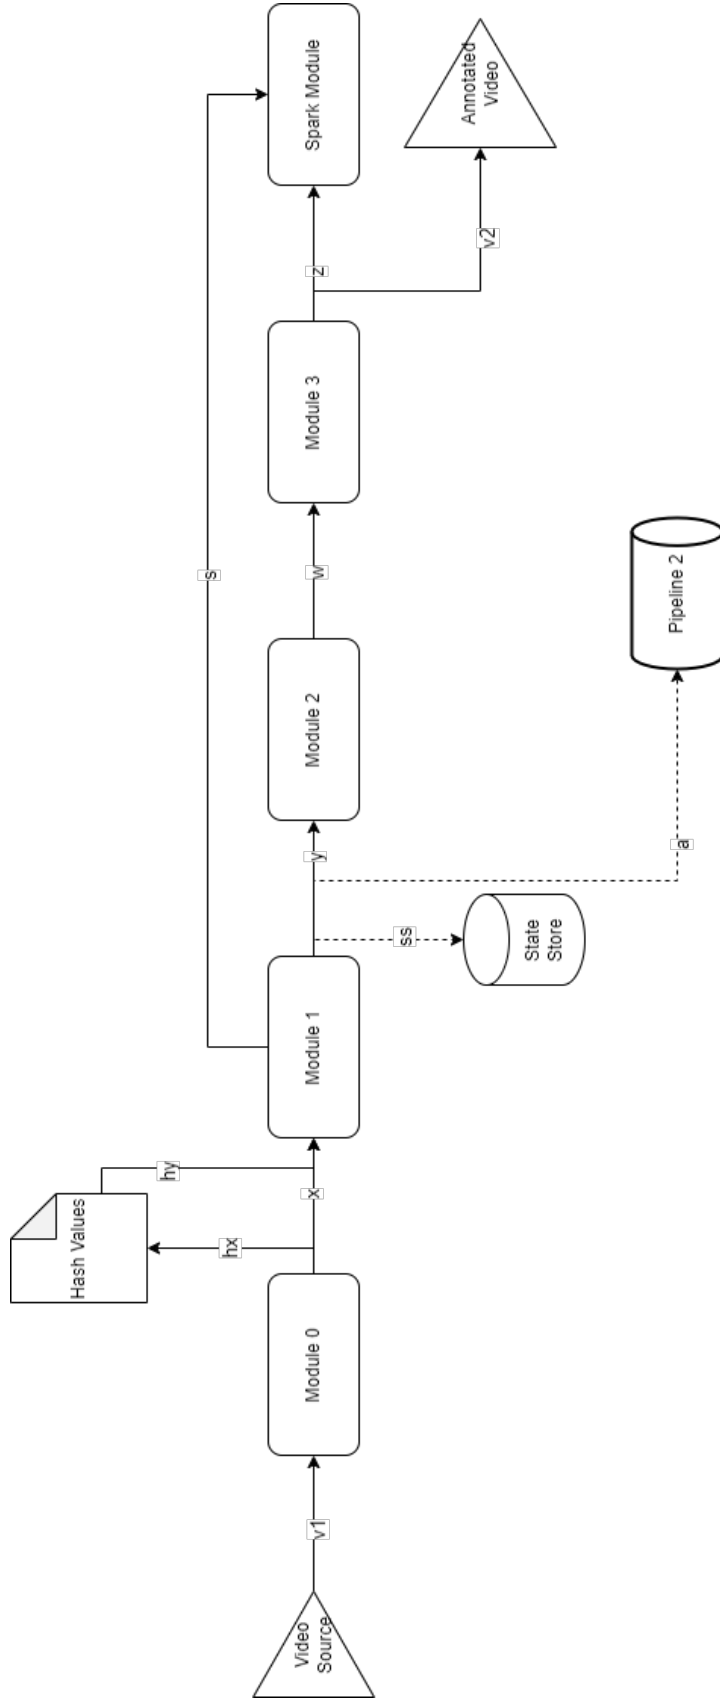 Video
Source
v1
Module 0
hx
Hash Values
hy
x
Module 1
s
ss
State
Store
y
a
Pipeline 2
Module 2
w
Module 3
z
v2
Spark Module
Annotated
Video